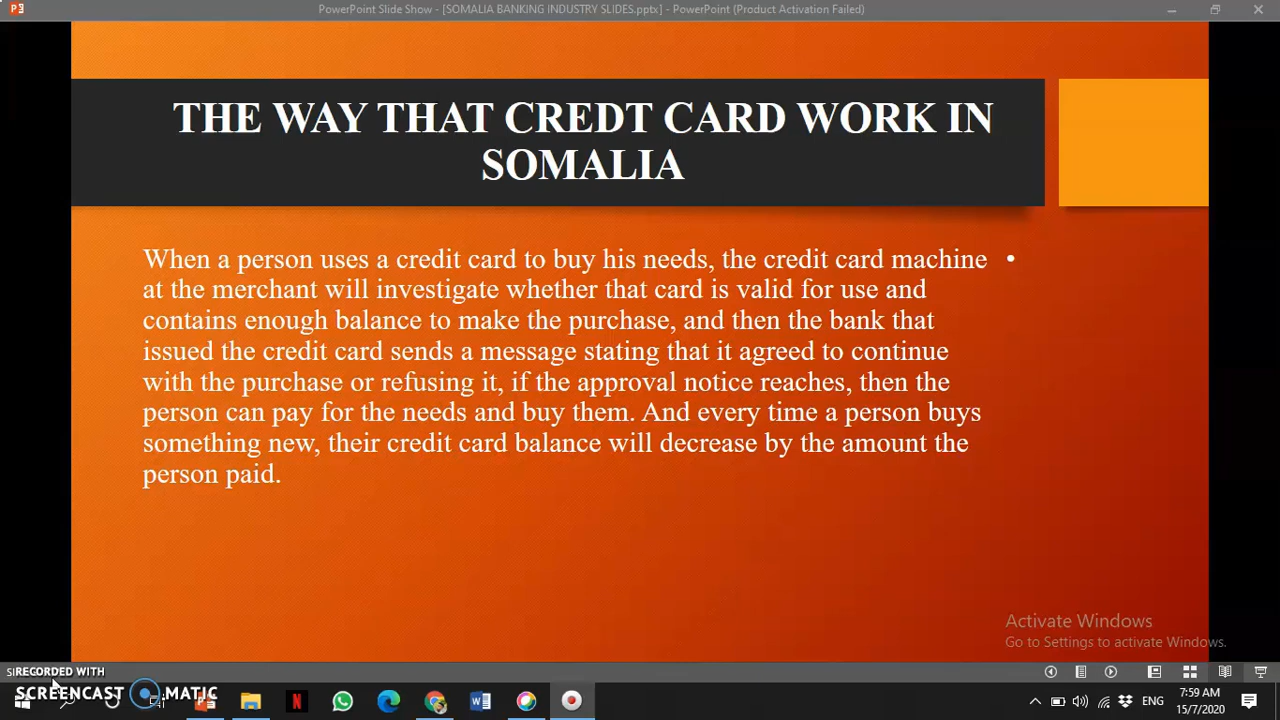 PowerPoint Slide Show - [SOMALIA BANKING INDUSTRY SLIDES.pptx] - PowerPoint (Product Activation Failed)
THE WAY THAT CREDT CARD WORK IN
SOMALIA
When a person uses a credit card to buy his needs, the credit card machine •
at the merchant will investigate whether that card is valid for use and
contains enough balance to make the purchase, and then the bank that
issued the credit card sends a message stating that it agreed to continue
with the purchase or refusing it, if the approval notice reaches, then the
person can pay for the needs and buy them. And every time a person buys
something new, their credit card balance will decrease by the amount the
person paid.
Activate Windows
Go to Settings to activate Windows.
RECORDED WITH
SCREENCAST MATIC
ENG
7:59 AM
15/7/2020